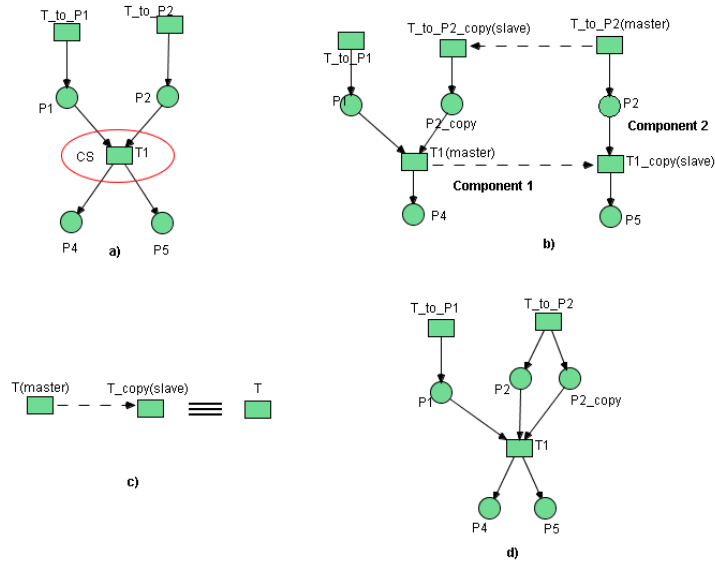 T_to_P1
T_to_P2
P1
P2
CS
T1
P4
P5
a)
T_to_P1
T_to_P2_copy(slave)
T_to_P2(master)
P1
P2_copy
P2
Component 2
T1(master)
T1_copy(slave)
Component 1
P4
P5
b)
T(master)
T_copy(slave)
T
c)
T_to_P1
T_to_P2
P1
P2
P2_copy
T1
P4
P5
d)